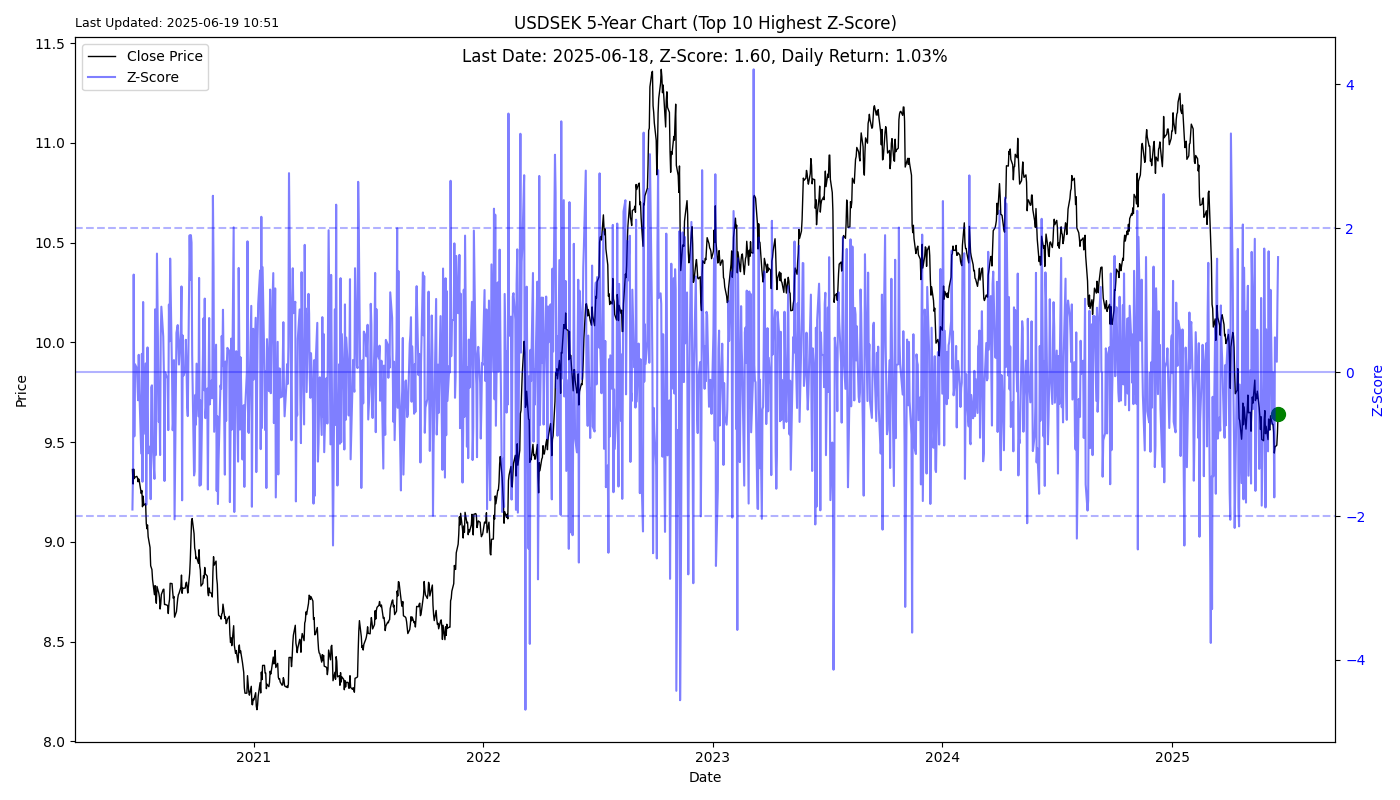 Last Updated: 2025-06-19 10:51
USDSEK 5-Year Chart (Top 10 Highest Z-Score)
Last Date: 2025-06-18, Z-Score: 1.60, Daily Return: 1.03%
Close Price
Z-Score
11.5
11.0
10.5
10.0
9.5
9.0
8.5
8.0
Price
4
2
0
−2
−4
Z-Score
2021
2022
2023
2024
2025
Date